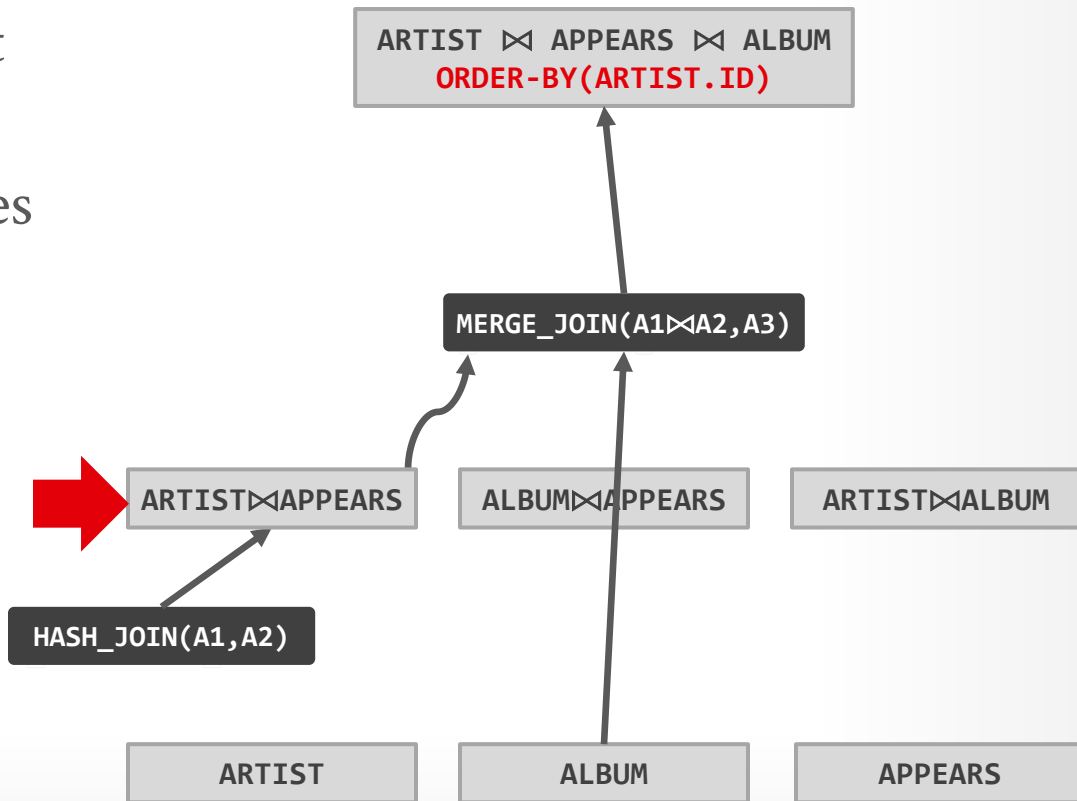 ARTIST ⋈ APPEARS ⋈ ALBUM
ORDER-BY(ARTIST.ID)
MERGE_JOIN(A1⋈A2,A3)
ARTIST⋈APPEARS
ALBUM⋈APPEARS
ARTIST⋈ALBUM
HASH_JOIN(A1,A2)
ARTIST
ALBUM
APPEARS